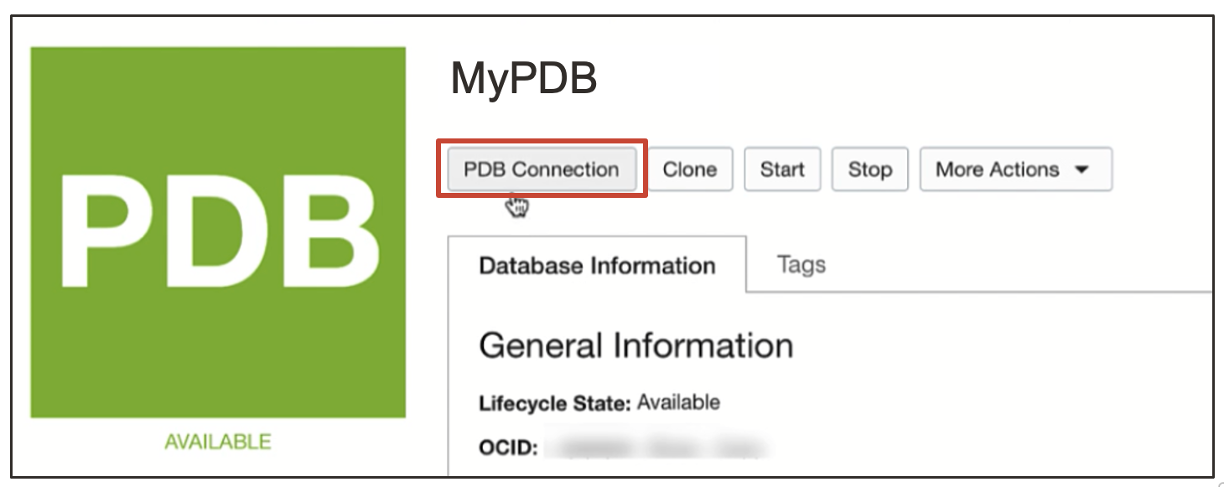 PDB
AVAILABLE
MyPDB
PDB Connection Clone Start Stop More Actions
Database Information Tags
General Information
Lifecycle State: Available
OCID: